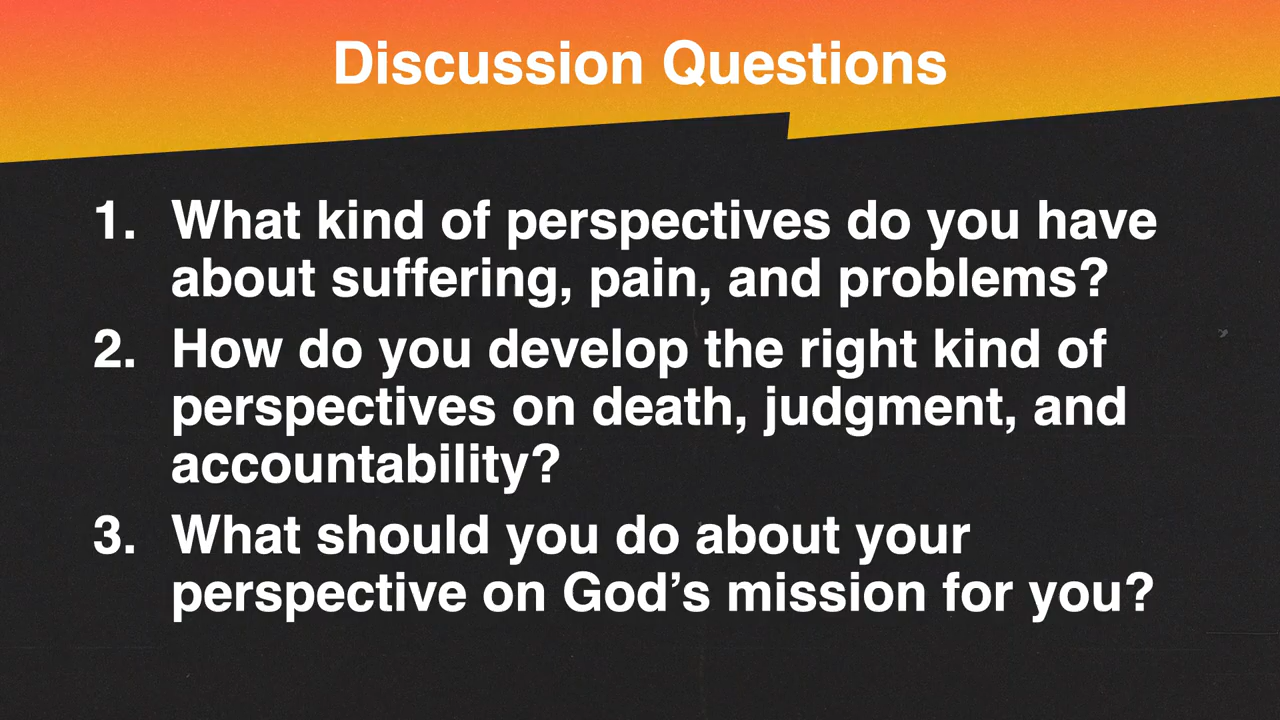 Discussion Questions
1. What kind of perspectives do you have
about suffering, pain, and problems?
2. How do you develop the right kind of
perspectives on death, judgment, and
accountability?
3. What should you do about your
perspective on God’s mission for you?